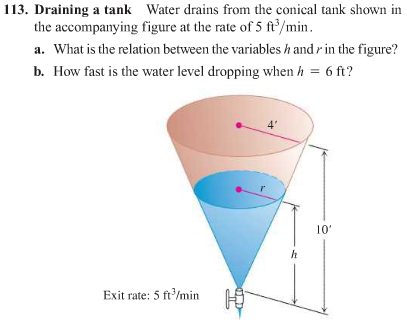 113. Draining a tank Water drains from the conical tank shown in
the accompanying figure at the rate of 5 ft³/min.
a. What is the relation between the variables h and r in the figure?
b. How fast is the water level dropping when h = 6 ft?
4'
r
10'
h
Exit rate: 5 ft³/min